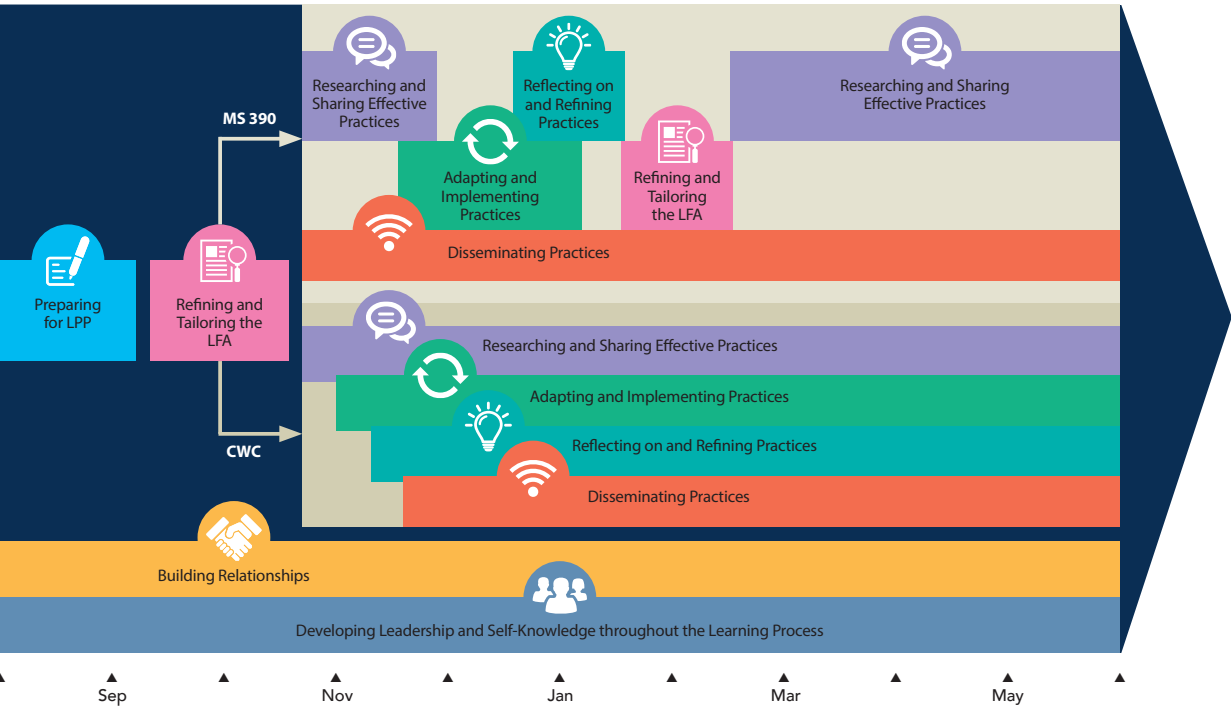 Researching and
Sharing Effective
Practices
Reflecting on
and Refining
Practices
Researching and Sharing
Effective Practices
MS 390
Adapting and
Implementing
Practices
Refining and
Tailoring
the LFA
Disseminating Practices
Preparing
for LPP
Refining and
Tailoring the
LFA
Researching and Sharing Effective Practices
Adapting and Implementing Practices
CWC
Reflecting on and Refining Practices
Disseminating Practices
Building Relationships
Developing Leadership and Self-Knowledge throughout the Learning Process
Sep
Nov
Jan
Mar
May